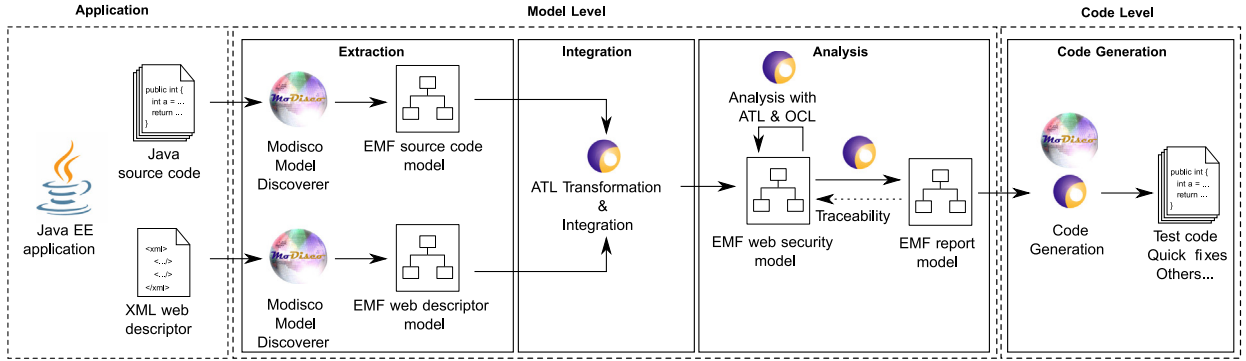 Application
Model Level
Code Level
Extraction
Integration
Analysis
Code Generation
public int {
int a = ...
return ...
}
Java
source code
Java EE
application
<xml>
<.../>
<.../>
</xml>
XML web
descriptor
MoDisco
Modisco
Model
Discoverer
EMF source code
model
MoDisco
Modisco
Model
Discoverer
EMF web descriptor
model
ATL Transformation
&
Integration
Analysis with
ATL & OCL
Traceability
EMF web security
model
EMF report
model
MoDisco
Code
Generation
public int {
int a = ...
return ...
}
Test code
Quick fixes
Others...